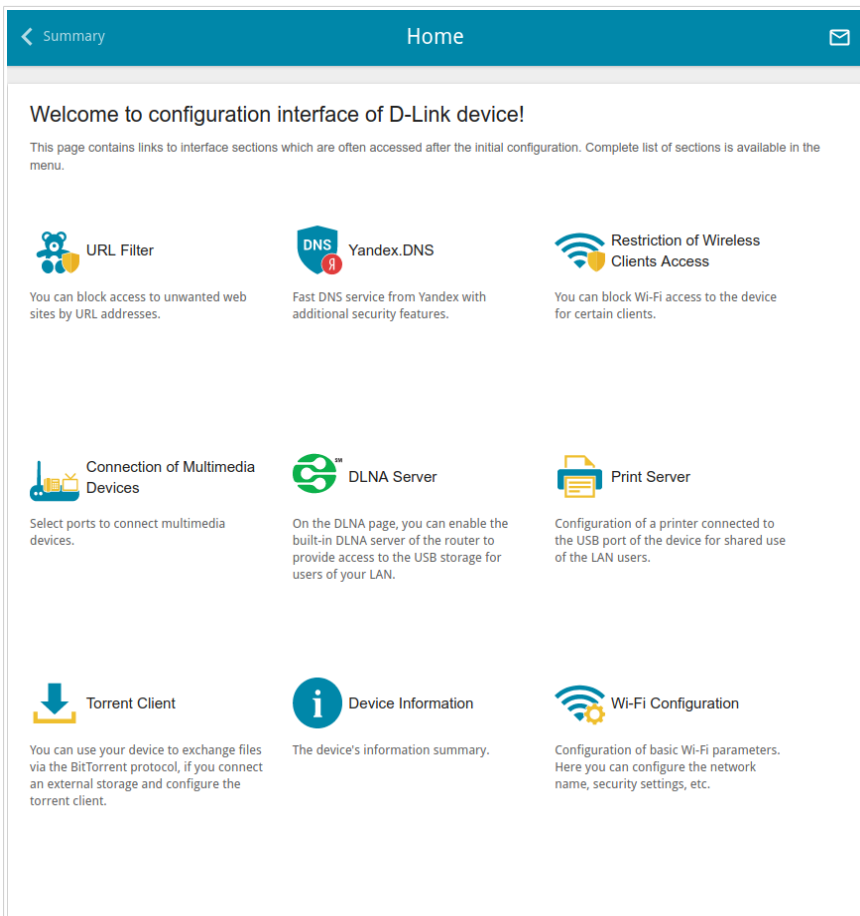 Summary
Home
Welcome to configuration interface of D-Link device!
This page contains links to interface sections which are often accessed after the initial configuration. Complete list of sections is available in the
menu.
URL Filter
You can block access to unwanted web
sites by URL addresses.
DNS
Я
Yandex.DNS
Fast DNS service from Yandex with
additional security features.
Restriction of Wireless
Clients Access
You can block Wi-Fi access to the device
for certain clients.
Connection of Multimedia
Devices
Select ports to connect multimedia
devices.
SM
DLNA Server
On the DLNA page, you can enable the
built-in DLNA server of the router to
provide access to the USB storage for
users of your LAN.
Print Server
Configuration of a printer connected to
the USB port of the device for shared use
of the LAN users.
Torrent Client
You can use your device to exchange files
via the BitTorrent protocol, if you connect
an external storage and configure the
torrent client.
i
Device Information
The device's information summary.
Wi-Fi Configuration
Configuration of basic Wi-Fi parameters.
Here you can configure the network
name, security settings, etc.